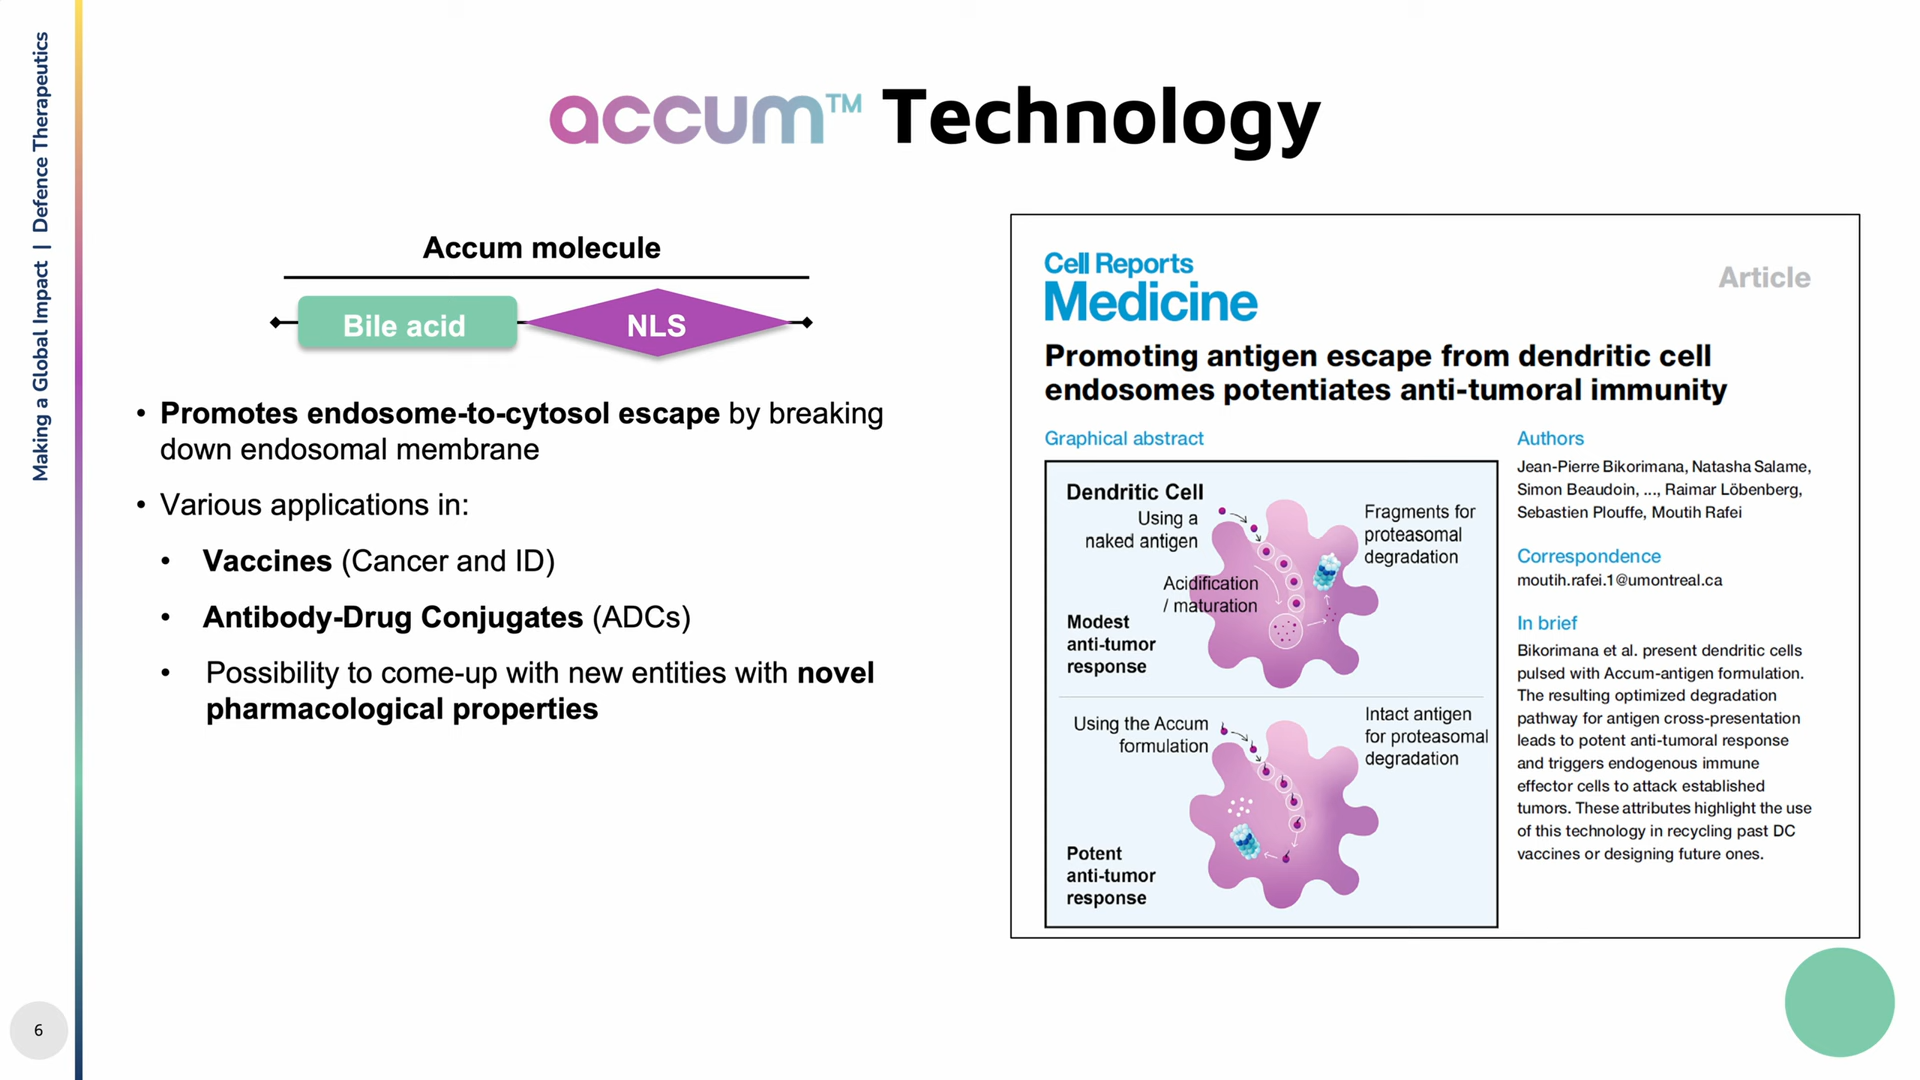 Making a Global Impact | Defence Therapeutics
accum™ Technology
Accum molecule
Bile acid
NLS
• Promotes endosome-to-cytosol escape by breaking
down endosomal membrane
• Various applications in:
• Vaccines (Cancer and ID)
• Antibody-Drug Conjugates (ADCs)
• Possibility to come-up with new entities with novel
pharmacological properties
Cell Reports
Medicine
Article
Promoting antigen escape from dendritic cell
endosomes potentiates anti-tumoral immunity
Graphical abstract
Dendritic Cell
Using a
naked antigen
Fragments for
proteasomal
degradation
Acidification
/ maturation
Modest
anti-tumor
response
Using the Accum
formulation
Intact antigen
for proteasomal
degradation
Potent
anti-tumor
response
Authors
Jean-Pierre Bikorimana, Natasha Salame,
Simon Beaudoin, ..., Raimar Löbenberg,
Sebastien Plouffe, Moutih Rafei
Correspondence
moutih.rafei.1@umontreal.ca
In brief
Bikorimana et al. present dendritic cells
pulsed with Accum-antigen formulation.
The resulting optimized degradation
pathway for antigen cross-presentation
leads to potent anti-tumoral response
and triggers endogenous immune
effector cells to attack established
tumors. These attributes highlight the use
of this technology in recycling past DC
vaccines or designing future ones.
6